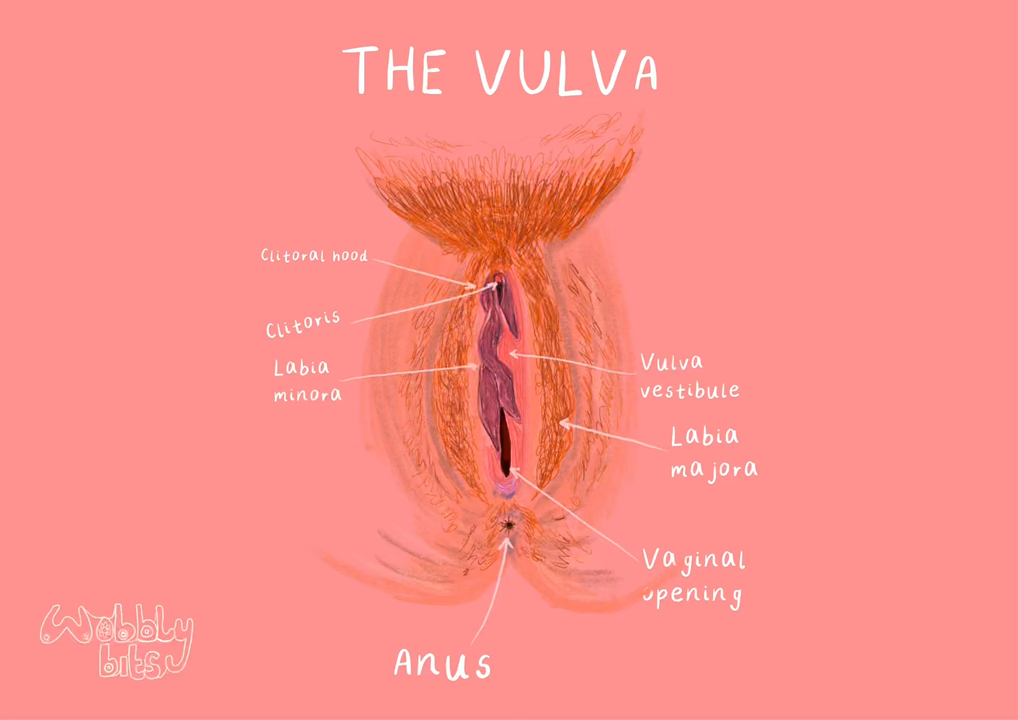 THE VULVA
Clitoral hood
Clitoris
Labia
minora
Vulva
vestibule
Labia
majora
Vaginal
opening
Anus
Wobbly
bits